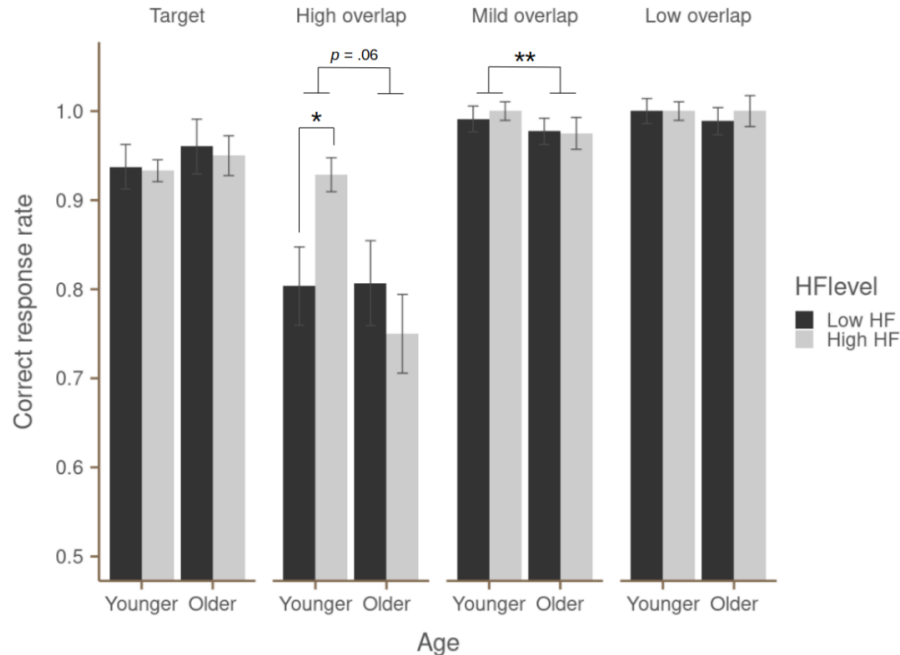 Target
High overlap
Mild overlap
Low overlap
p = .06
**
*
1.0
0.9
0.8
0.7
0.6
0.5
Correct response rate
HFlevel
Low HF
High HF
Younger Older
Younger Older
Younger Older
Younger Older
Age